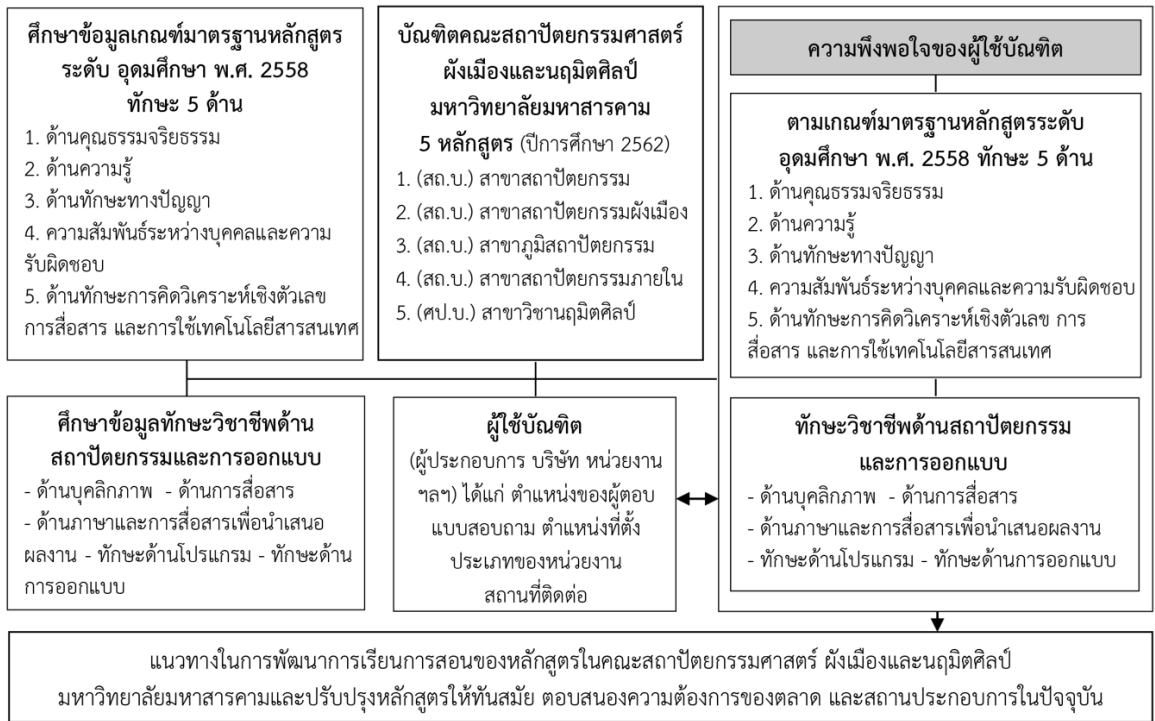 ศึกษาข้อมูลเกณฑ์มาตรฐานหลักสูตร
ระดับ อุดมศึกษา พ.ศ. 2558
ทักษะ 5 ด้าน
1. ด้านคุณธรรมจริยธรรม
2. ด้านความรู้
3. ด้านทักษะทางปัญญา
4. ความสัมพันธ์ระหว่างบุคคลและความ
รับผิดชอบ
5. ด้านทักษะการคิดวิเคราะห์เชิงตัวเลข
การสื่อสาร และการใช้เทคโนโลยีสารสนเทศ
บัณฑิตคณะสถาปัตยกรรมศาสตร์
ผังเมืองและนฤมิตศิลป์
มหาวิทยาลัยมหาสารคาม
5 หลักสูตร (ปีการศึกษา 2562)
1. (สถ.บ.) สาขาสถาปัตยกรรม
2. (สถ.บ.) สาขาสถาปัตยกรรมผังเมือง
3. (สถ.บ.) สาขาภูมิสถาปัตยกรรม
4. (สถ.บ.) สาขาสถาปัตยกรรมภายใน
5. (ศป.บ.) สาขาวิชานฤมิตศิลป์
ความพึงพอใจของผู้ใช้บัณฑิต
ตามเกณฑ์มาตรฐานหลักสูตรระดับ
อุดมศึกษา พ.ศ. 2558 ทักษะ 5 ด้าน
1. ด้านคุณธรรมจริยธรรม
2. ด้านความรู้
3. ด้านทักษะทางปัญญา
4. ความสัมพันธ์ระหว่างบุคคลและความรับผิดชอบ
5. ด้านทักษะการคิดวิเคราะห์เชิงตัวเลข การ
สื่อสาร และการใช้เทคโนโลยีสารสนเทศ
ศึกษาข้อมูลทักษะวิชาชีพด้าน
สถาปัตยกรรมและการออกแบบ
- ด้านบุคลิกภาพ - ด้านการสื่อสาร
- ด้านภาษาและการสื่อสารเพื่อนำเสนอ
ผลงาน - ทักษะด้านโปรแกรม - ทักษะด้าน
การออกแบบ
ผู้ใช้บัณฑิต
(ผู้ประกอบการ บริษัท หน่วยงาน
ฯลฯ) ได้แก่ ตำแหน่งของผู้ตอบ
แบบสอบถาม ตำแหน่งที่ตั้ง
ประเภทของหน่วยงาน
สถานที่ติดต่อ
ทักษะวิชาชีพด้านสถาปัตยกรรม
และการออกแบบ
- ด้านบุคลิกภาพ - ด้านการสื่อสาร
- ด้านภาษาและการสื่อสารเพื่อนำเสนอผลงาน
- ทักษะด้านโปรแกรม - ทักษะด้านการออกแบบ
แนวทางในการพัฒนาการเรียนการสอนของหลักสูตรในคณะสถาปัตยกรรมศาสตร์ ผังเมืองและนฤมิตศิลป์
มหาวิทยาลัยมหาสารคามและปรับปรุงหลักสูตรให้ทันสมัย ตอบสนองความต้องการของตลาด และสถานประกอบการในปัจจุบัน